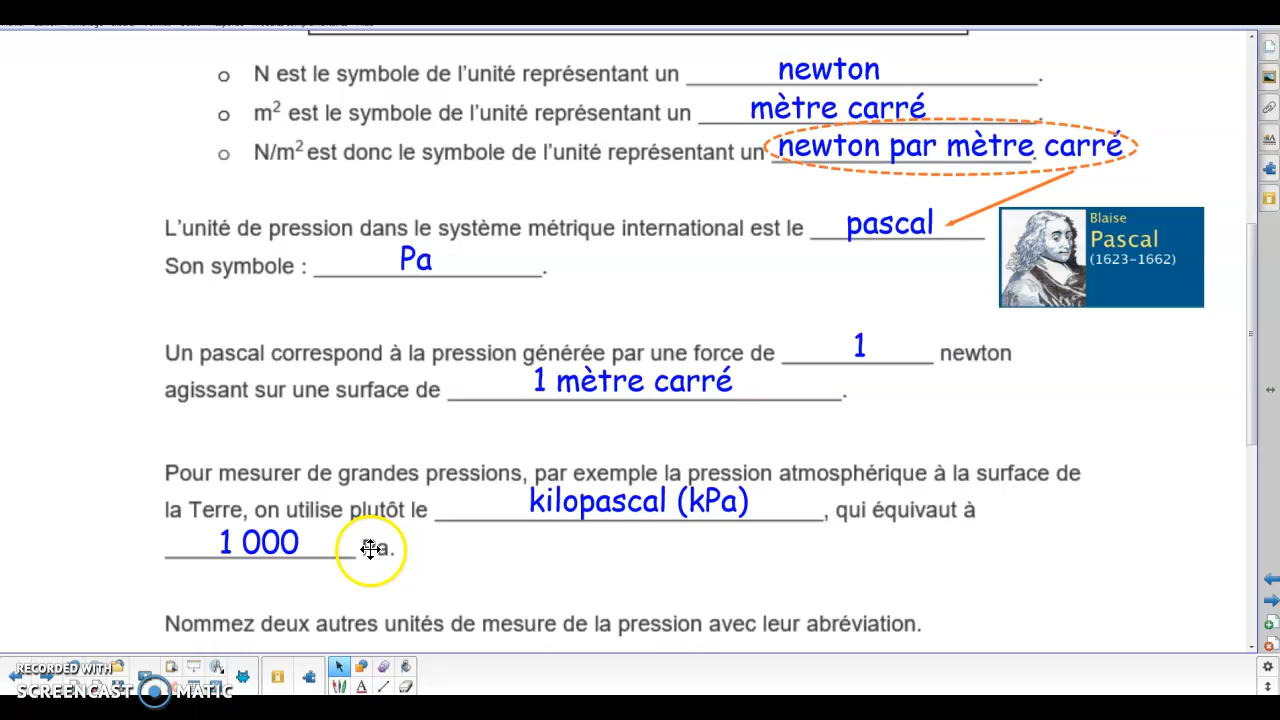 o N est le symbole de l'unité représentant un newton.
o m² est le symbole de l'unité représentant un mètre carré.
o N/m² est donc le symbole de l'unité représentant un newton par mètre carré.
L'unité de pression dans le système métrique international est le pascal
Son symbole : Pa.
Blaise
Pascal
(1623-1662)
Un pascal correspond à la pression générée par une force de 1 newton
agissant sur une surface de 1 mètre carré.
Pour mesurer de grandes pressions, par exemple la pression atmosphérique à la surface de
la Terre, on utilise plutôt le kilopascal (kPa), qui équivaut à
1 000 Pa.
Nommez deux autres unités de mesure de la pression avec leur abréviation.
RECORDED WITH
SCREENCAST MATIC